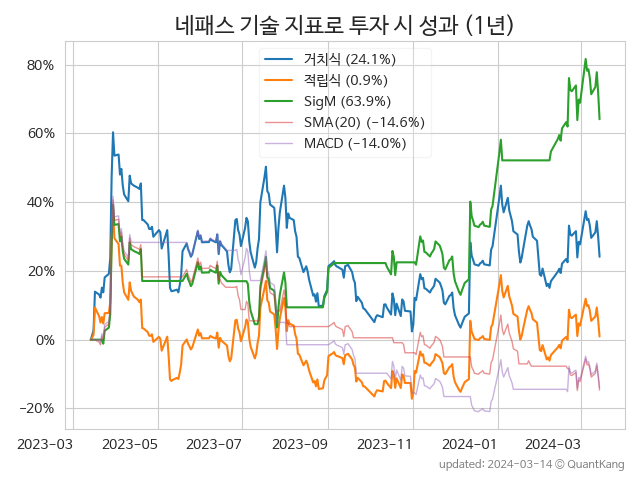 네패스 기술 지표로 투자 시 성과 (1년)
거치식 (24.1%)
적립식 (0.9%)
SigM (63.9%)
SMA(20) (−14.6%)
MACD (−14.0%)
80%
60%
40%
20%
0%
−20%
2023-03
2023-05
2023-07
2023-09
2023-11
2024-01
2024-03
updated: 2024-03-14 © QuantKang